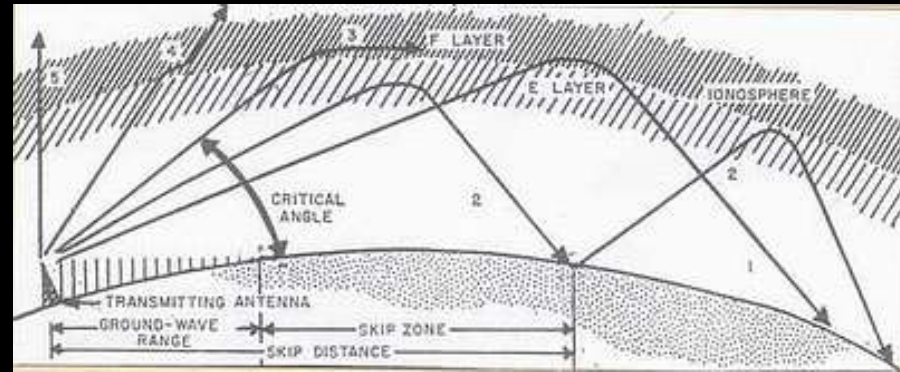 5
4
3
F LAYER
E LAYER
IONOSPHERE
CRITICAL
ANGLE
2
2
1
TRANSMITTING ANTENNA
GROUND-WAVE
RANGE
SKIP ZONE
SKIP DISTANCE